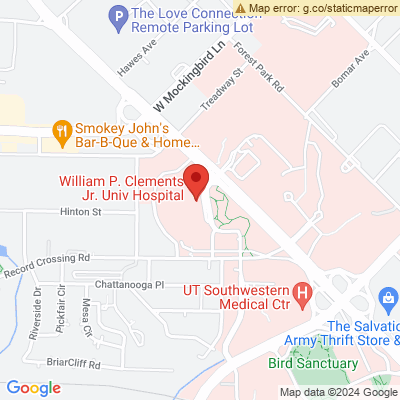 Map error: g.co/staticmaperror
The Love Connection
Remote Parking Lot
Hawes Ave
W Mockingbird Ln
Treadway St
Forest Park Rd
Bomar Ave
Smokey John's
Bar-B-Que & Home...
William P. Clements
Jr. Univ Hospital
Hinton St
Record Crossing Rd
Chattanooga Pl
Riverside Dr
Pickfair Cir
Mesa Cir
BriarCliff Rd
UT Southwestern
Medical Ctr
H
The Salvatio
Army Thrift Store &
Bird Sanctuary
Google
Map data ©2024 Google